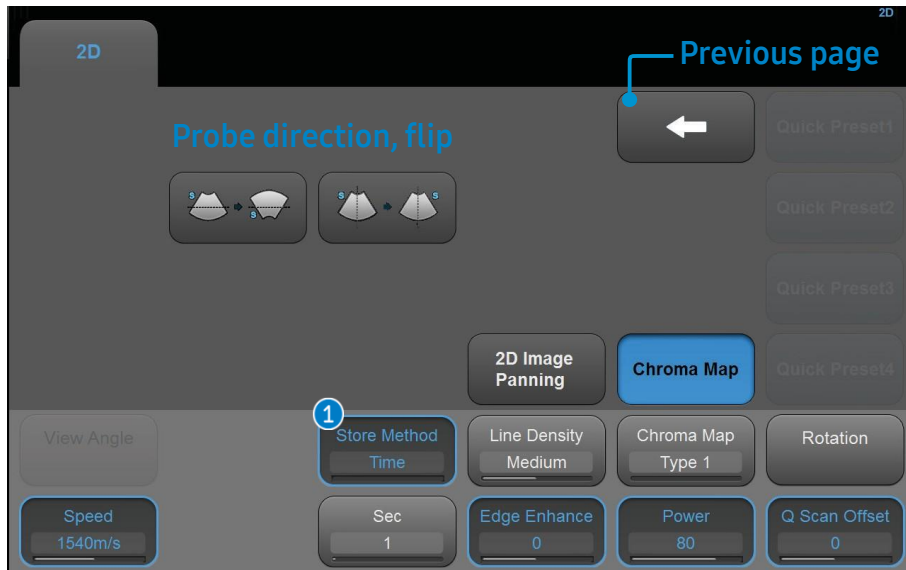 2D
2D
Previous page
Probe direction, flip
Quick Preset1
S
S
S
S
Quick Preset2
Quick Preset3
2D Image
Panning
Chroma Map
Quick Preset4
1
View Angle
Store Method
Time
Line Density
Medium
Chroma Map
Type 1
Rotation
Speed
1540m/s
Sec
1
Edge Enhance
0
Power
80
Q Scan Offset
0